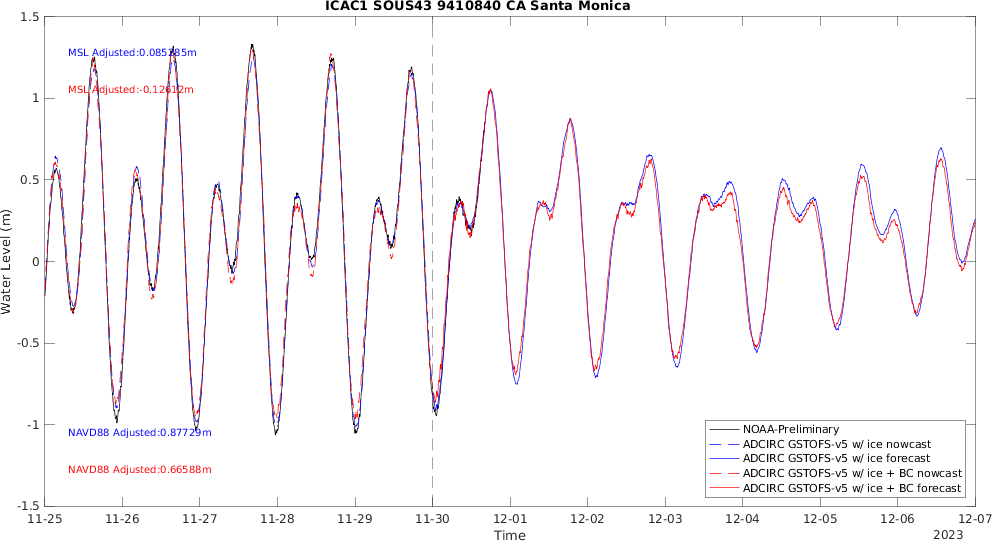 ICAC1 SOUS43 9410840 CA Santa Monica
1.5
MSL Adjusted:0.085185m
MSL Adjusted:-0.12612m
1
0.5
Water Level (m)
0
-0.5
-1
NAVD88 Adjusted:0.87729m
NAVD88 Adjusted:0.66588m
-1.5
NOAA-Preliminary
ADCIRC GSTOFS-v5 w/ ice nowcast
ADCIRC GSTOFS-v5 w/ ice forecast
ADCIRC GSTOFS-v5 w/ ice + BC nowcast
ADCIRC GSTOFS-v5 w/ ice + BC forecast
11-25 11-26 11-27 11-28 11-29 11-30 12-01 12-02 12-03 12-04 12-05 12-06 12-07
Time
2023